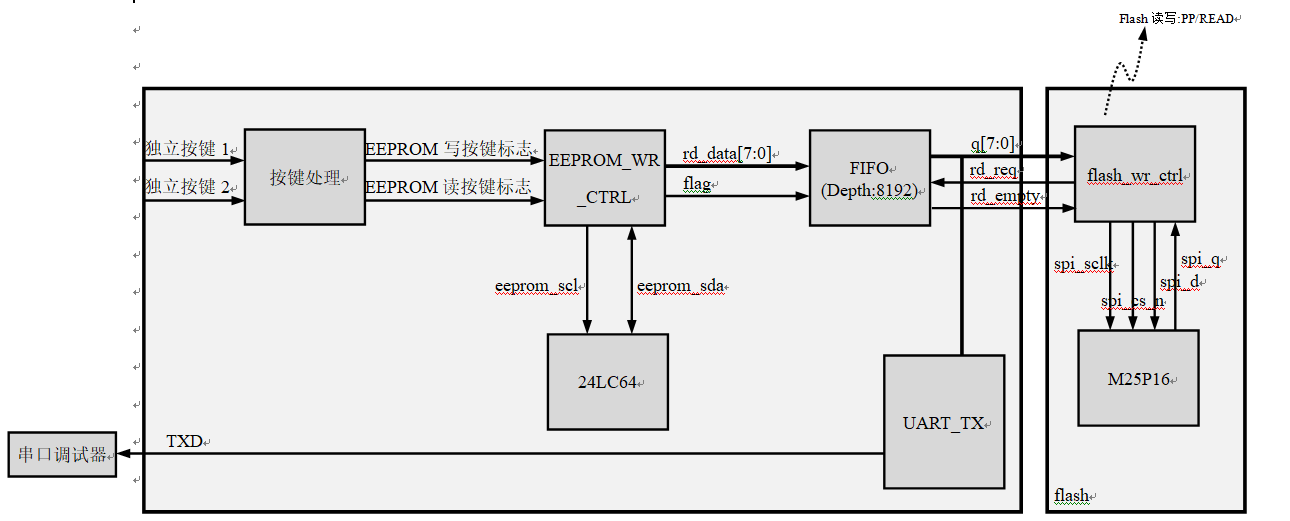 Flash 读写:PP/READ
独立按键 1
独立按键 2
按键处理
EEPROM 写按键标志
EEPROM 读按键标志
EEPROM_WR
_CTRL
rd_data[7:0]
flag
FIFO
(Depth:8192)
q[7:0]
rd_req
rd_empty
flash_wr_ctrl
eeprom_scl
eeprom_sda
spi_sclk
spi_cs_n
spi_d
spi_q
24LC64
M25P16
UART_TX
TXD
串口调试器
flash